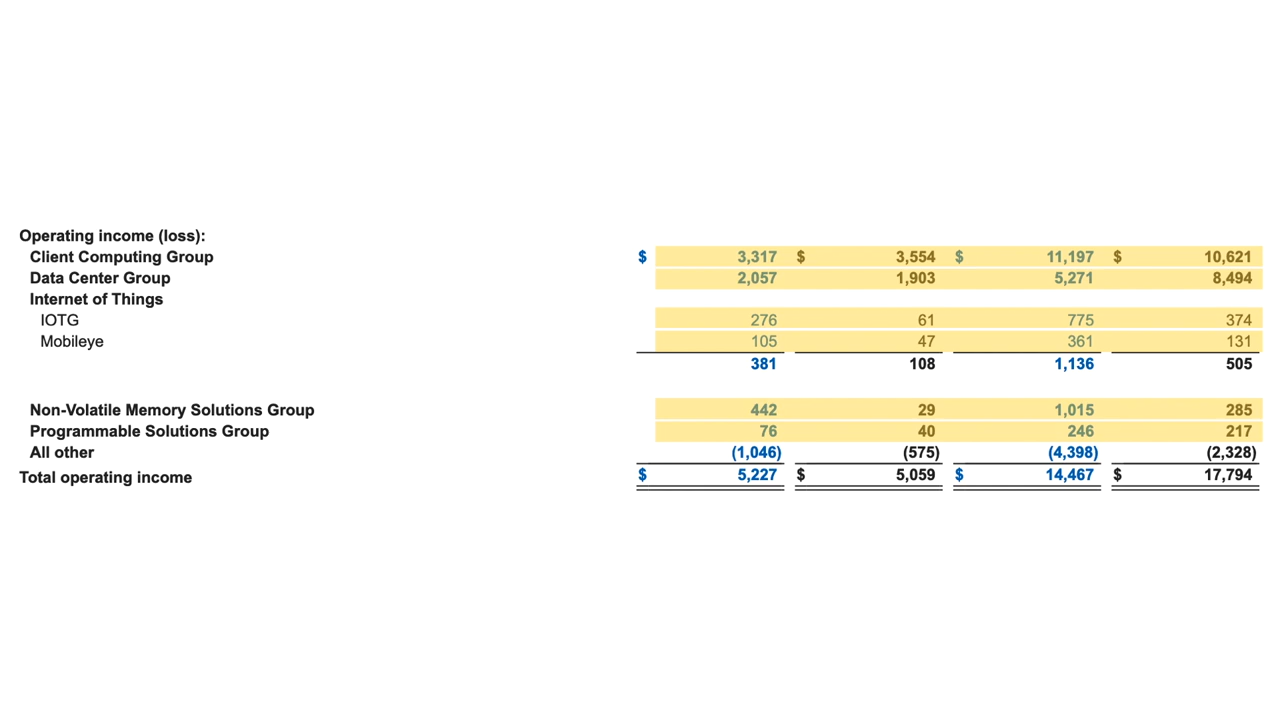 Operating income (loss):
Client Computing Group $ 3,317 $ 3,554 $ 11,197 $ 10,621
Data Center Group 2,057 1,903 5,271 8,494
Internet of Things
IOTG 276 61 775 374
Mobileye 105 47 361 131
381 108 1,136 505
Non-Volatile Memory Solutions Group 442 29 1,015 285
Programmable Solutions Group 76 40 246 217
All other (1,046) (575) (4,398) (2,328)
Total operating income $ 5,227 $ 5,059 $ 14,467 $ 17,794